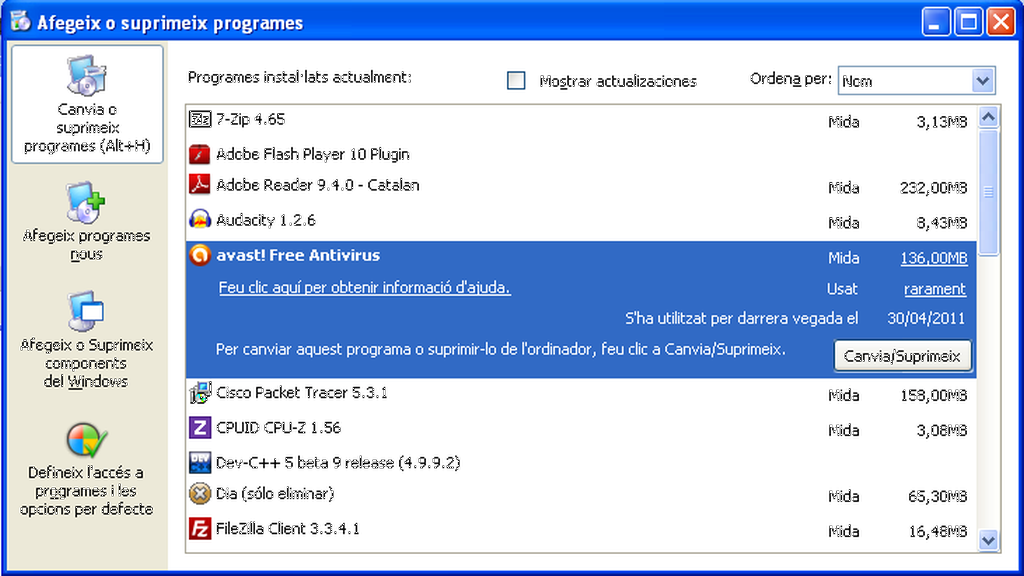 Afegeix o suprimeix programes
Canvia o
suprimeix
programes (Alt+H)
Afegeix programes
nous
Afegeix o Suprimeix
components
del Windows
Defineix l'accés a
programes i les
opcions per defecte
Programes instal·lats actualment:
Mostrar actualizaciones
Ordena per: Nom
7-Zip 4.65 Mida 3,13MB
Adobe Flash Player 10 Plugin
Adobe Reader 9.4.0 - Catalan Mida 232,00MB
Audacity 1.2.6 Mida 8,43MB
avast! Free Antivirus Mida 136,00MB
Feu clic aquí per obtenir informació d'ajuda. Usat rarament
S'ha utilitzat per darrera vegada el 30/04/2011
Per canviar aquest programa o suprimir-lo de l'ordinador, feu clic a Canvia/Suprimeix. Canvia/Suprimeix
Cisco Packet Tracer 5.3.1 Mida 158,00MB
CPUID CPU-Z 1.56 Mida 3,08MB
Dev-C++ 5 beta 9 release (4.9.9.2)
Dia (sólo eliminar) Mida 65,30MB
FileZilla Client 3.3.4.1 Mida 16,48MB